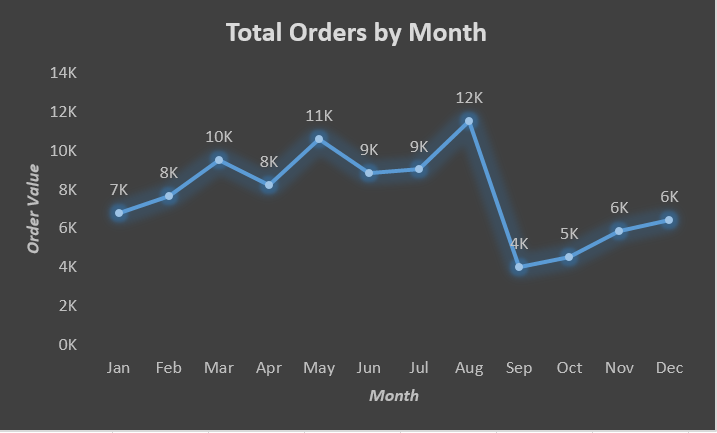 Total Orders by Month
14K
12K
10K
8K
6K
4K
2K
0K
Order Value
7K
8K
10K
8K
11K
9K
9K
12K
4K
5K
6K
6K
Jan Feb Mar Apr May Jun Jul Aug Sep Oct Nov Dec
Month